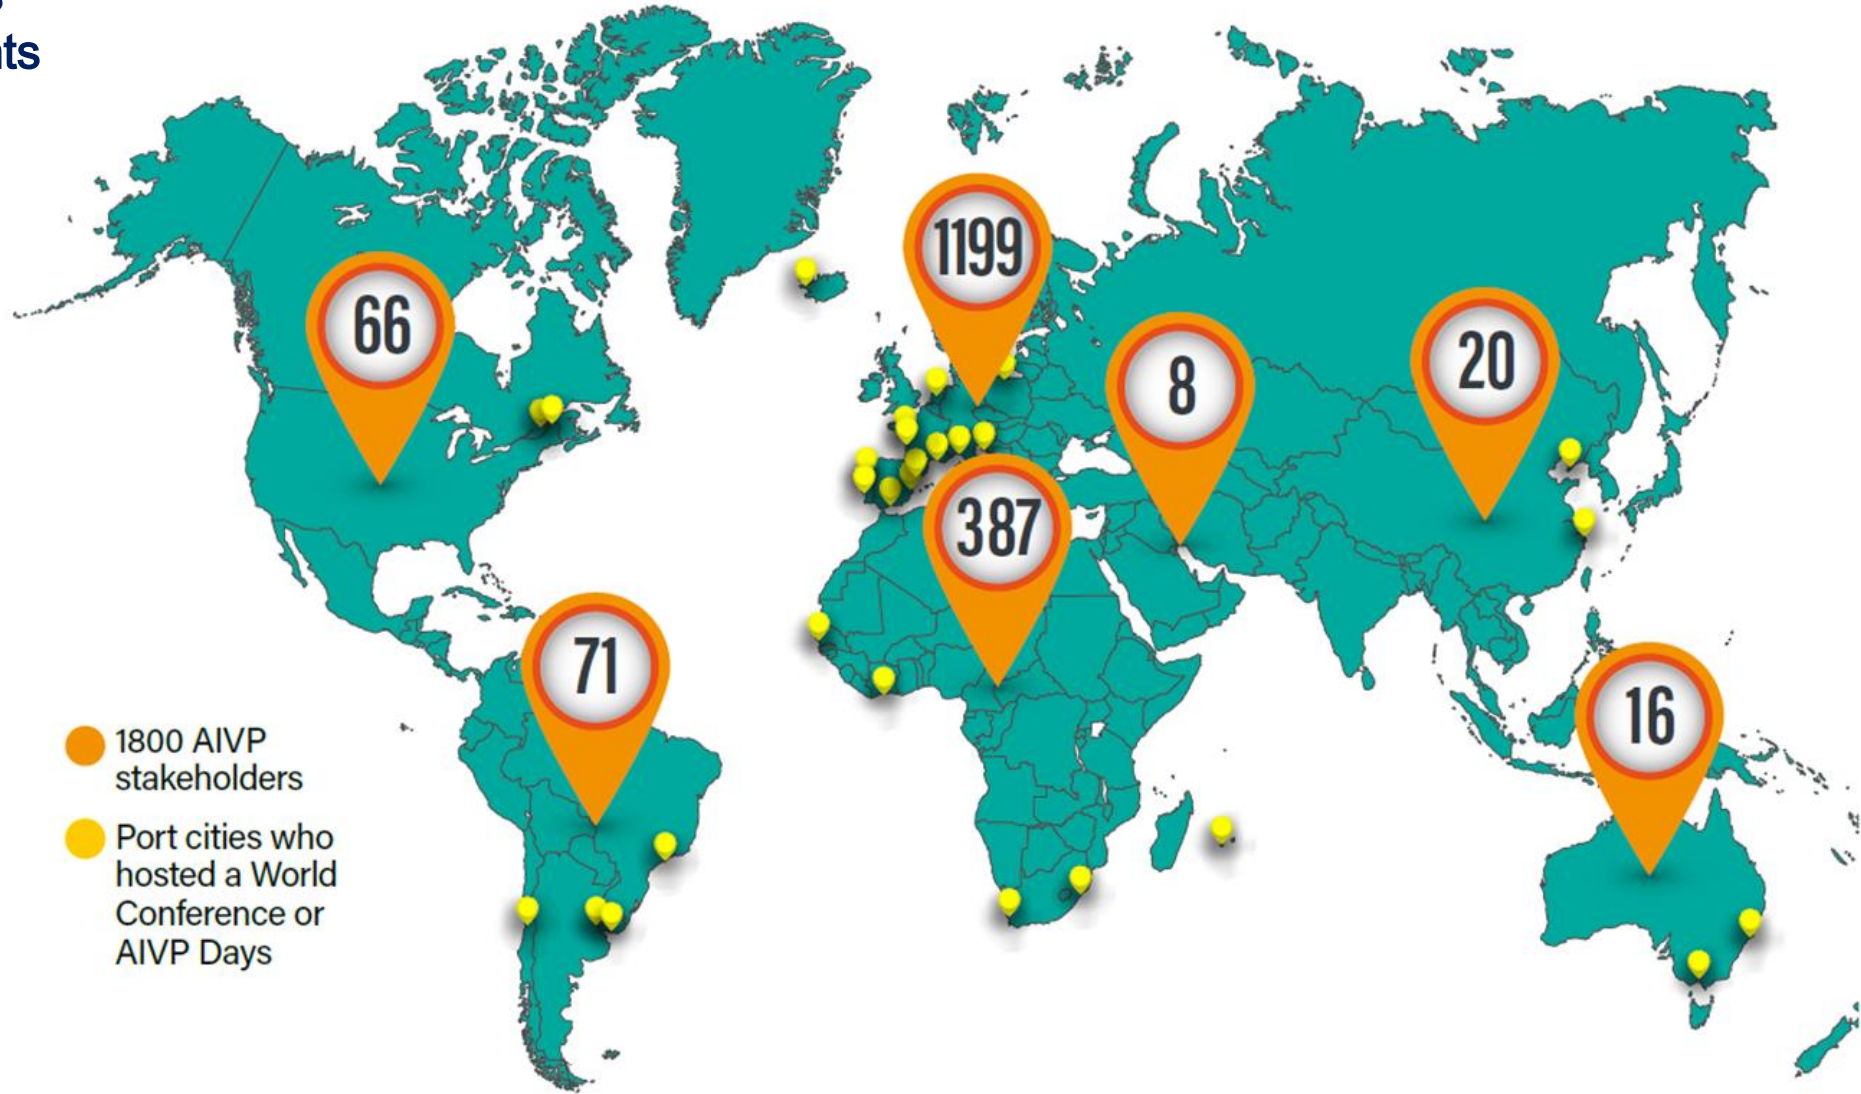 1199
66
20
8
387
71
16
1800 AIVP
stakeholders
Port cities who
hosted a World
Conference or
AIVP Days